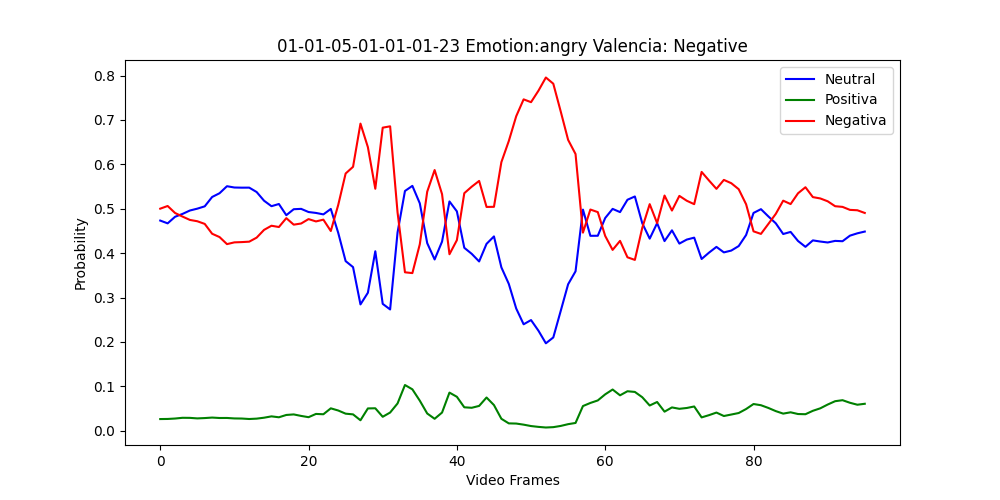 01-01-05-01-01-01-23 Emotion:angry Valencia: Negative
Neutral
Positiva
Negativa
0.8
0.7
0.6
0.5
0.4
0.3
0.2
0.1
0.0
Probability
0 20 40 60 80
Video Frames